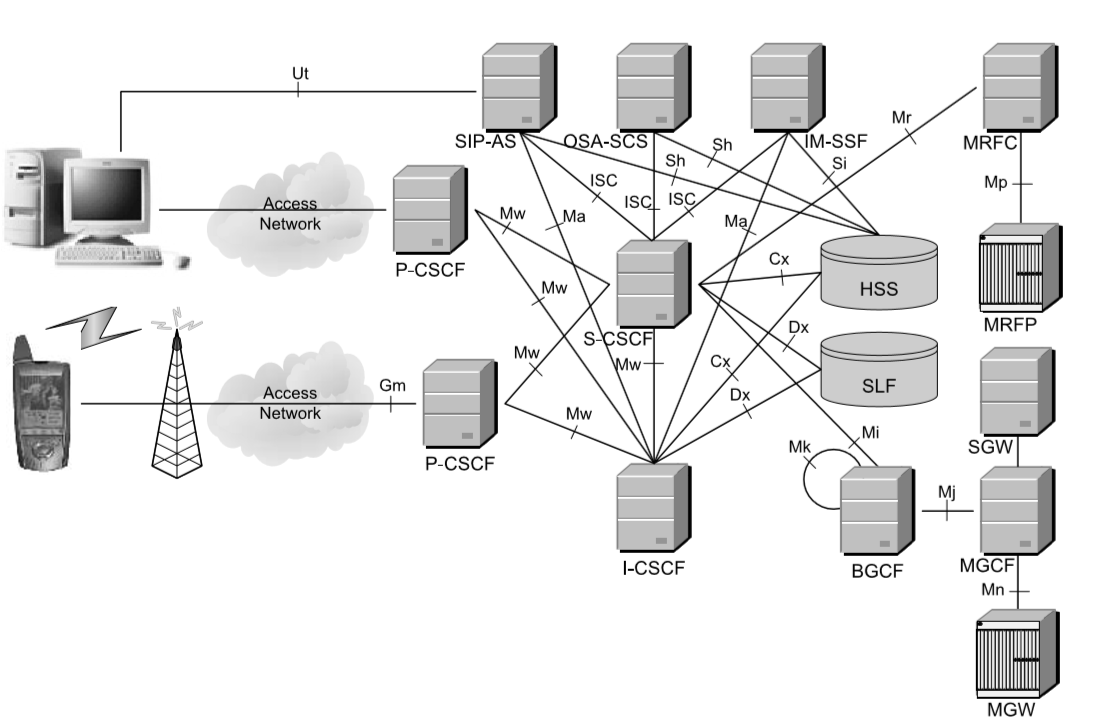 Ut
SIP-AS
OSA-SCS
IM-SSF
MRFC
Mr
Sh
Sh
Si
Mp
ISC
ISC
ISC
Access
Network
P-CSCF
Mw
Ma
Ma
Mw
Cx
HSS
MRFP
S-CSCF
Dx
Mw
Mw
Cx
SLF
Access
Network
Gm
Dx
Mw
P-CSCF
Mi
Mk
SGW
Mj
I-CSCF
BGCF
MGCF
Mn
MGW